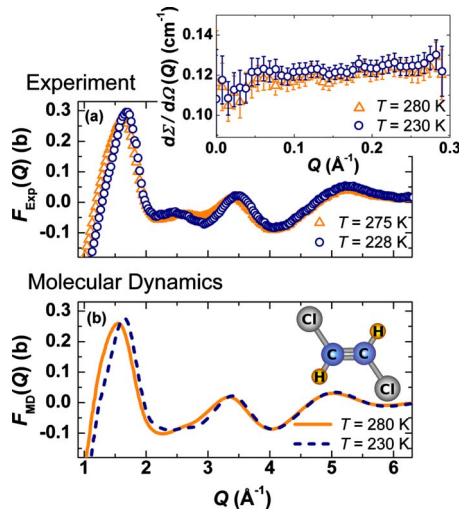 0.14
0.12
0.10
dΣ/dΩ(Q) (cm⁻¹)
T = 280 K
T = 230 K
0.0 0.1 0.2 0.3
Q (Å⁻¹)
Experiment
(a)
0.3
0.2
0.1
0.0
-0.1
F_Exp(Q) (b)
T = 275 K
T = 228 K
Molecular Dynamics
(b)
0.3
0.2
0.1
0.0
-0.1
F_MD(Q) (b)
Cl
H
C C
H
Cl
T = 280 K
T = 230 K
1 2 3 4 5 6
Q (Å⁻¹)